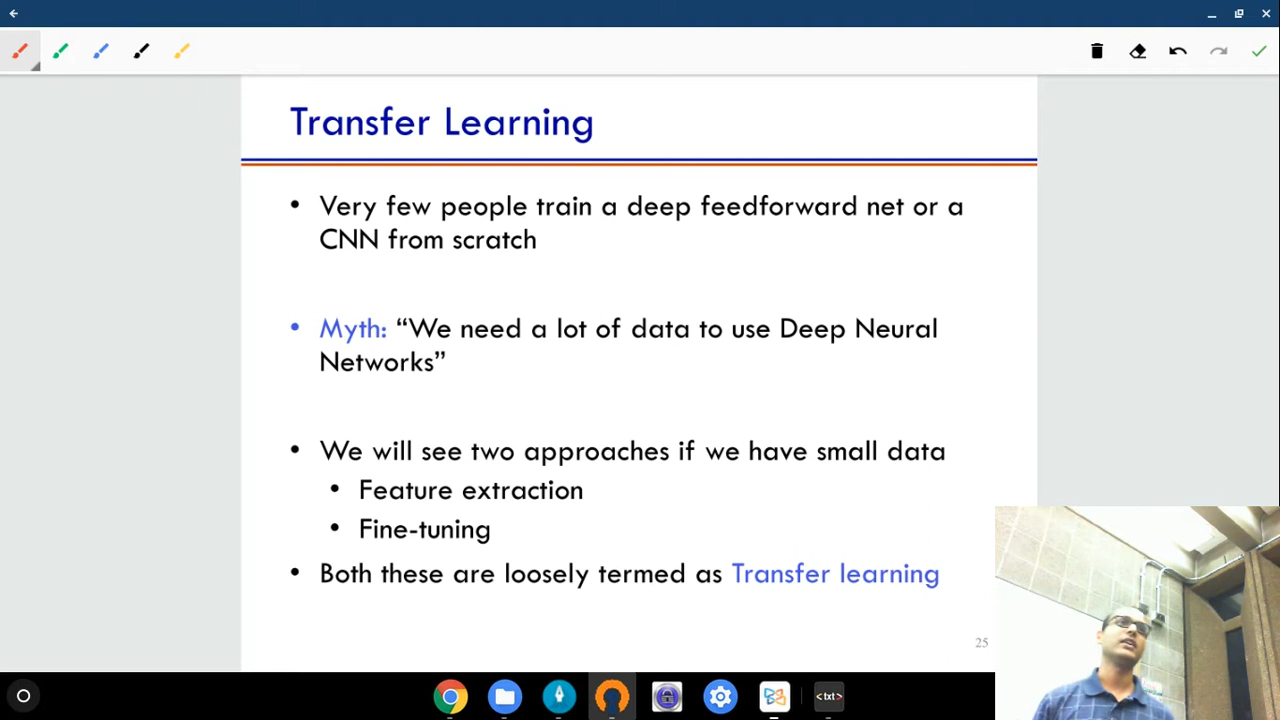 Transfer Learning
• Very few people train a deep feedforward net or a
CNN from scratch
• Myth: “We need a lot of data to use Deep Neural
Networks”
• We will see two approaches if we have small data
• Feature extraction
• Fine-tuning
• Both these are loosely termed as Transfer learning
25
<txt>